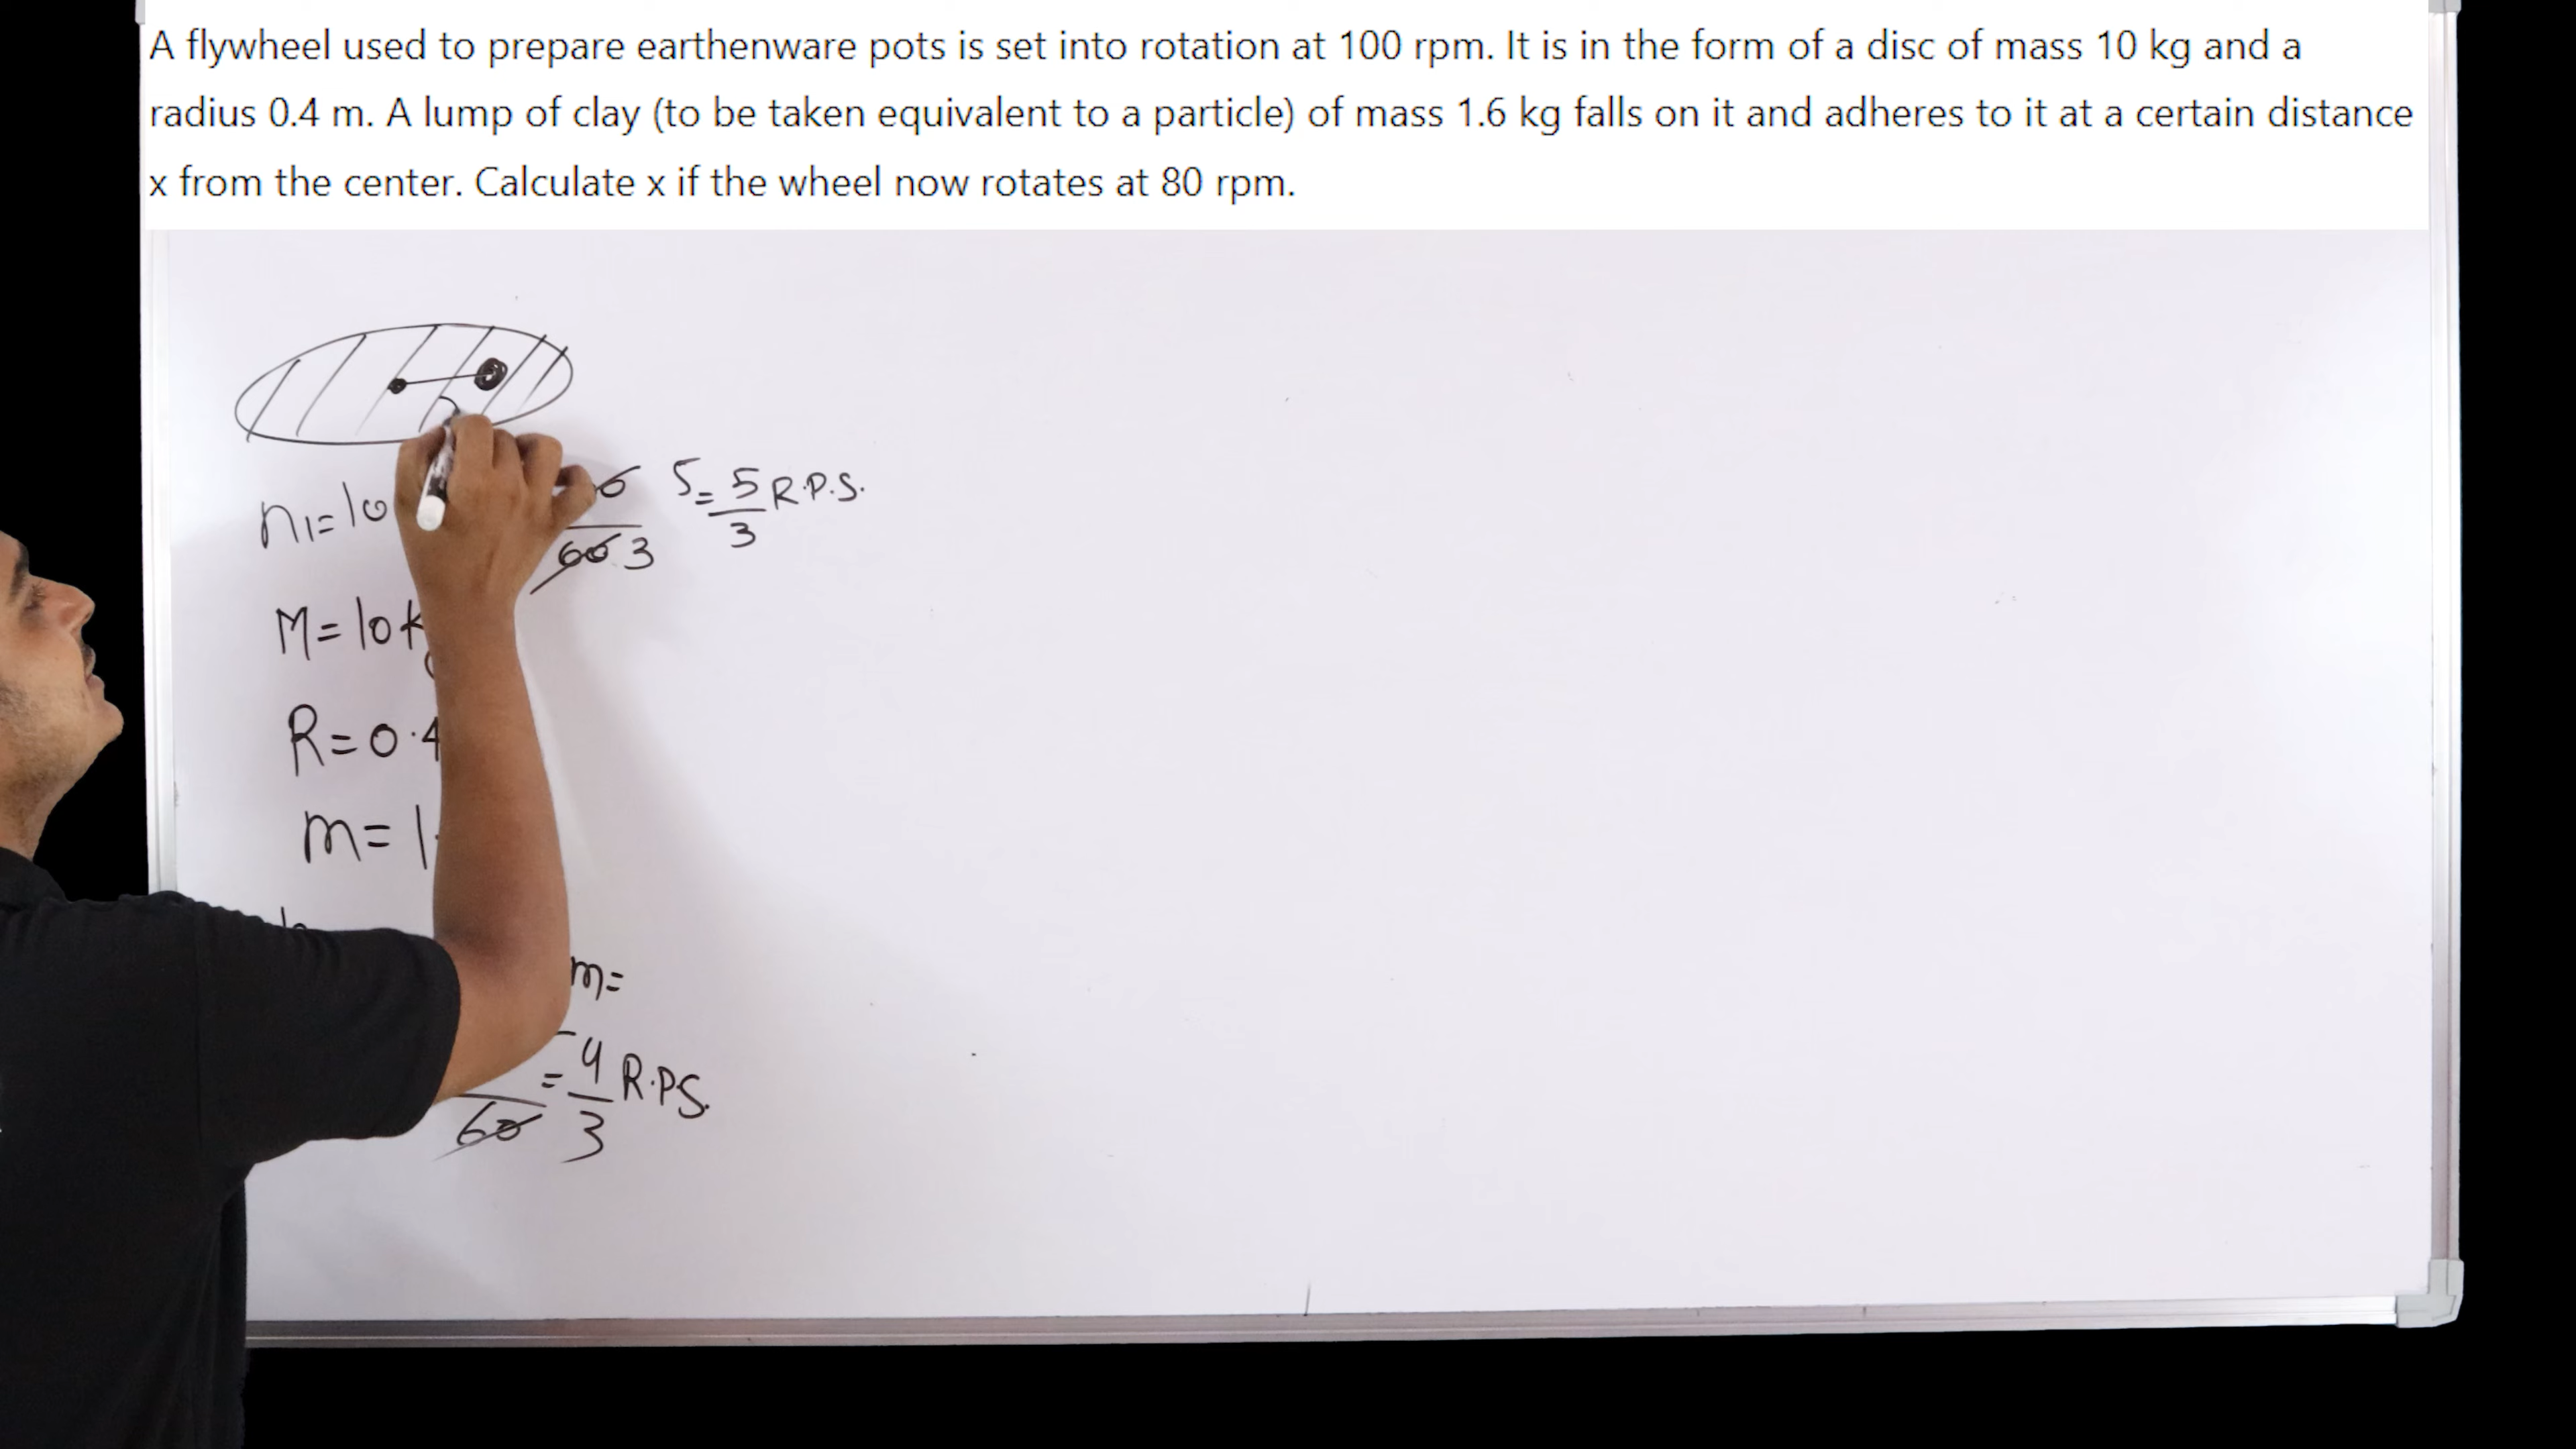 A flywheel used to prepare earthenware pots is set into rotation at 100 rpm. It is in the form of a disc of mass 10 kg and a
radius 0.4 m. A lump of clay (to be taken equivalent to a particle) of mass 1.6 kg falls on it and adheres to it at a certain distance
x from the center. Calculate x if the wheel now rotates at 80 rpm.
n1=10 5 = 5/3 R.P.S.
60 3
M=10k
R=0.4
m=1.
m=
60 = 4/3 R.P.S.